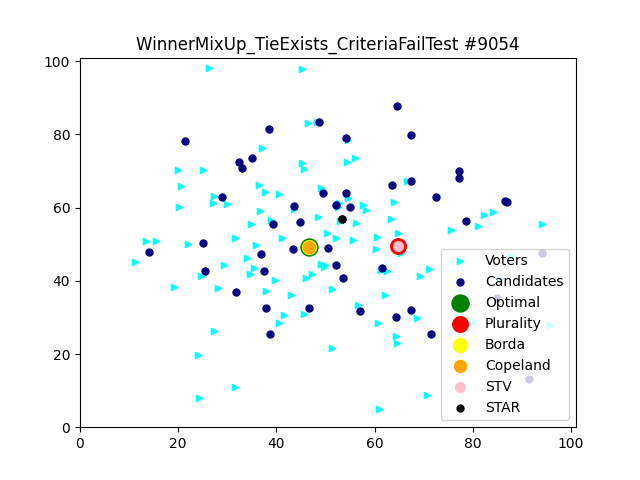 WinnerMixUp_TieExists_CriteriaFailTest #9054
100
80
60
40
20
0
0 20 40 60 80 100
Voters
Candidates
Optimal
Plurality
Borda
Copeland
STV
STAR